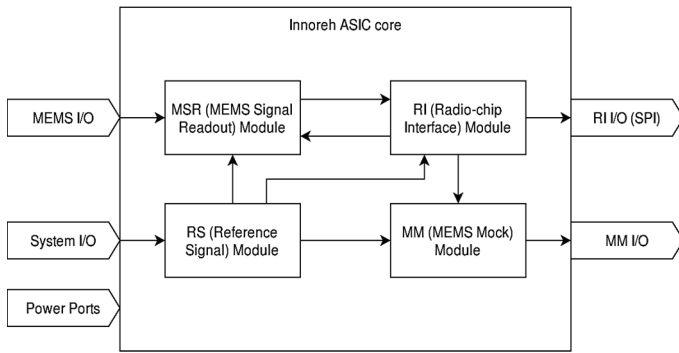 Innoreh ASIC core
MEMS I/O
MSR (MEMS Signal
Readout) Module
RI (Radio-chip
Interface) Module
RI I/O (SPI)
System I/O
RS (Reference
Signal) Module
MM (MEMS Mock)
Module
MM I/O
Power Ports